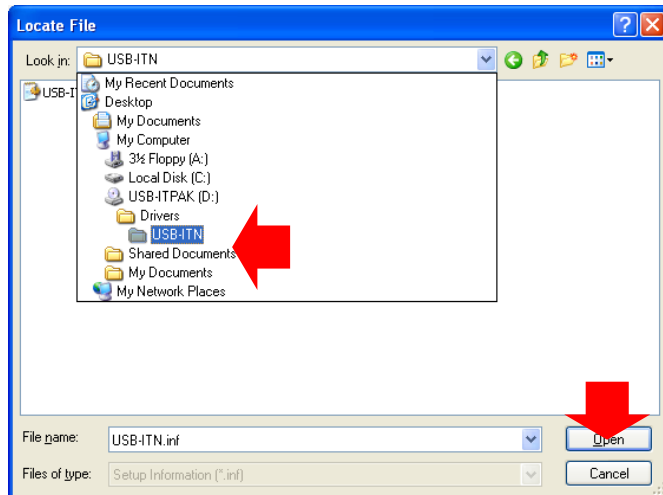 Locate File
Look in: USB-ITN
USB-I
My Recent Documents
Desktop
My Documents
My Computer
3½ Floppy (A:)
Local Disk (C:)
USB-ITPAK (D:)
Drivers
USB-ITN
Shared Documents
My Documents
My Network Places
File name: USB-ITN.inf
Open
Files of type: Setup Information (*.inf)
Cancel